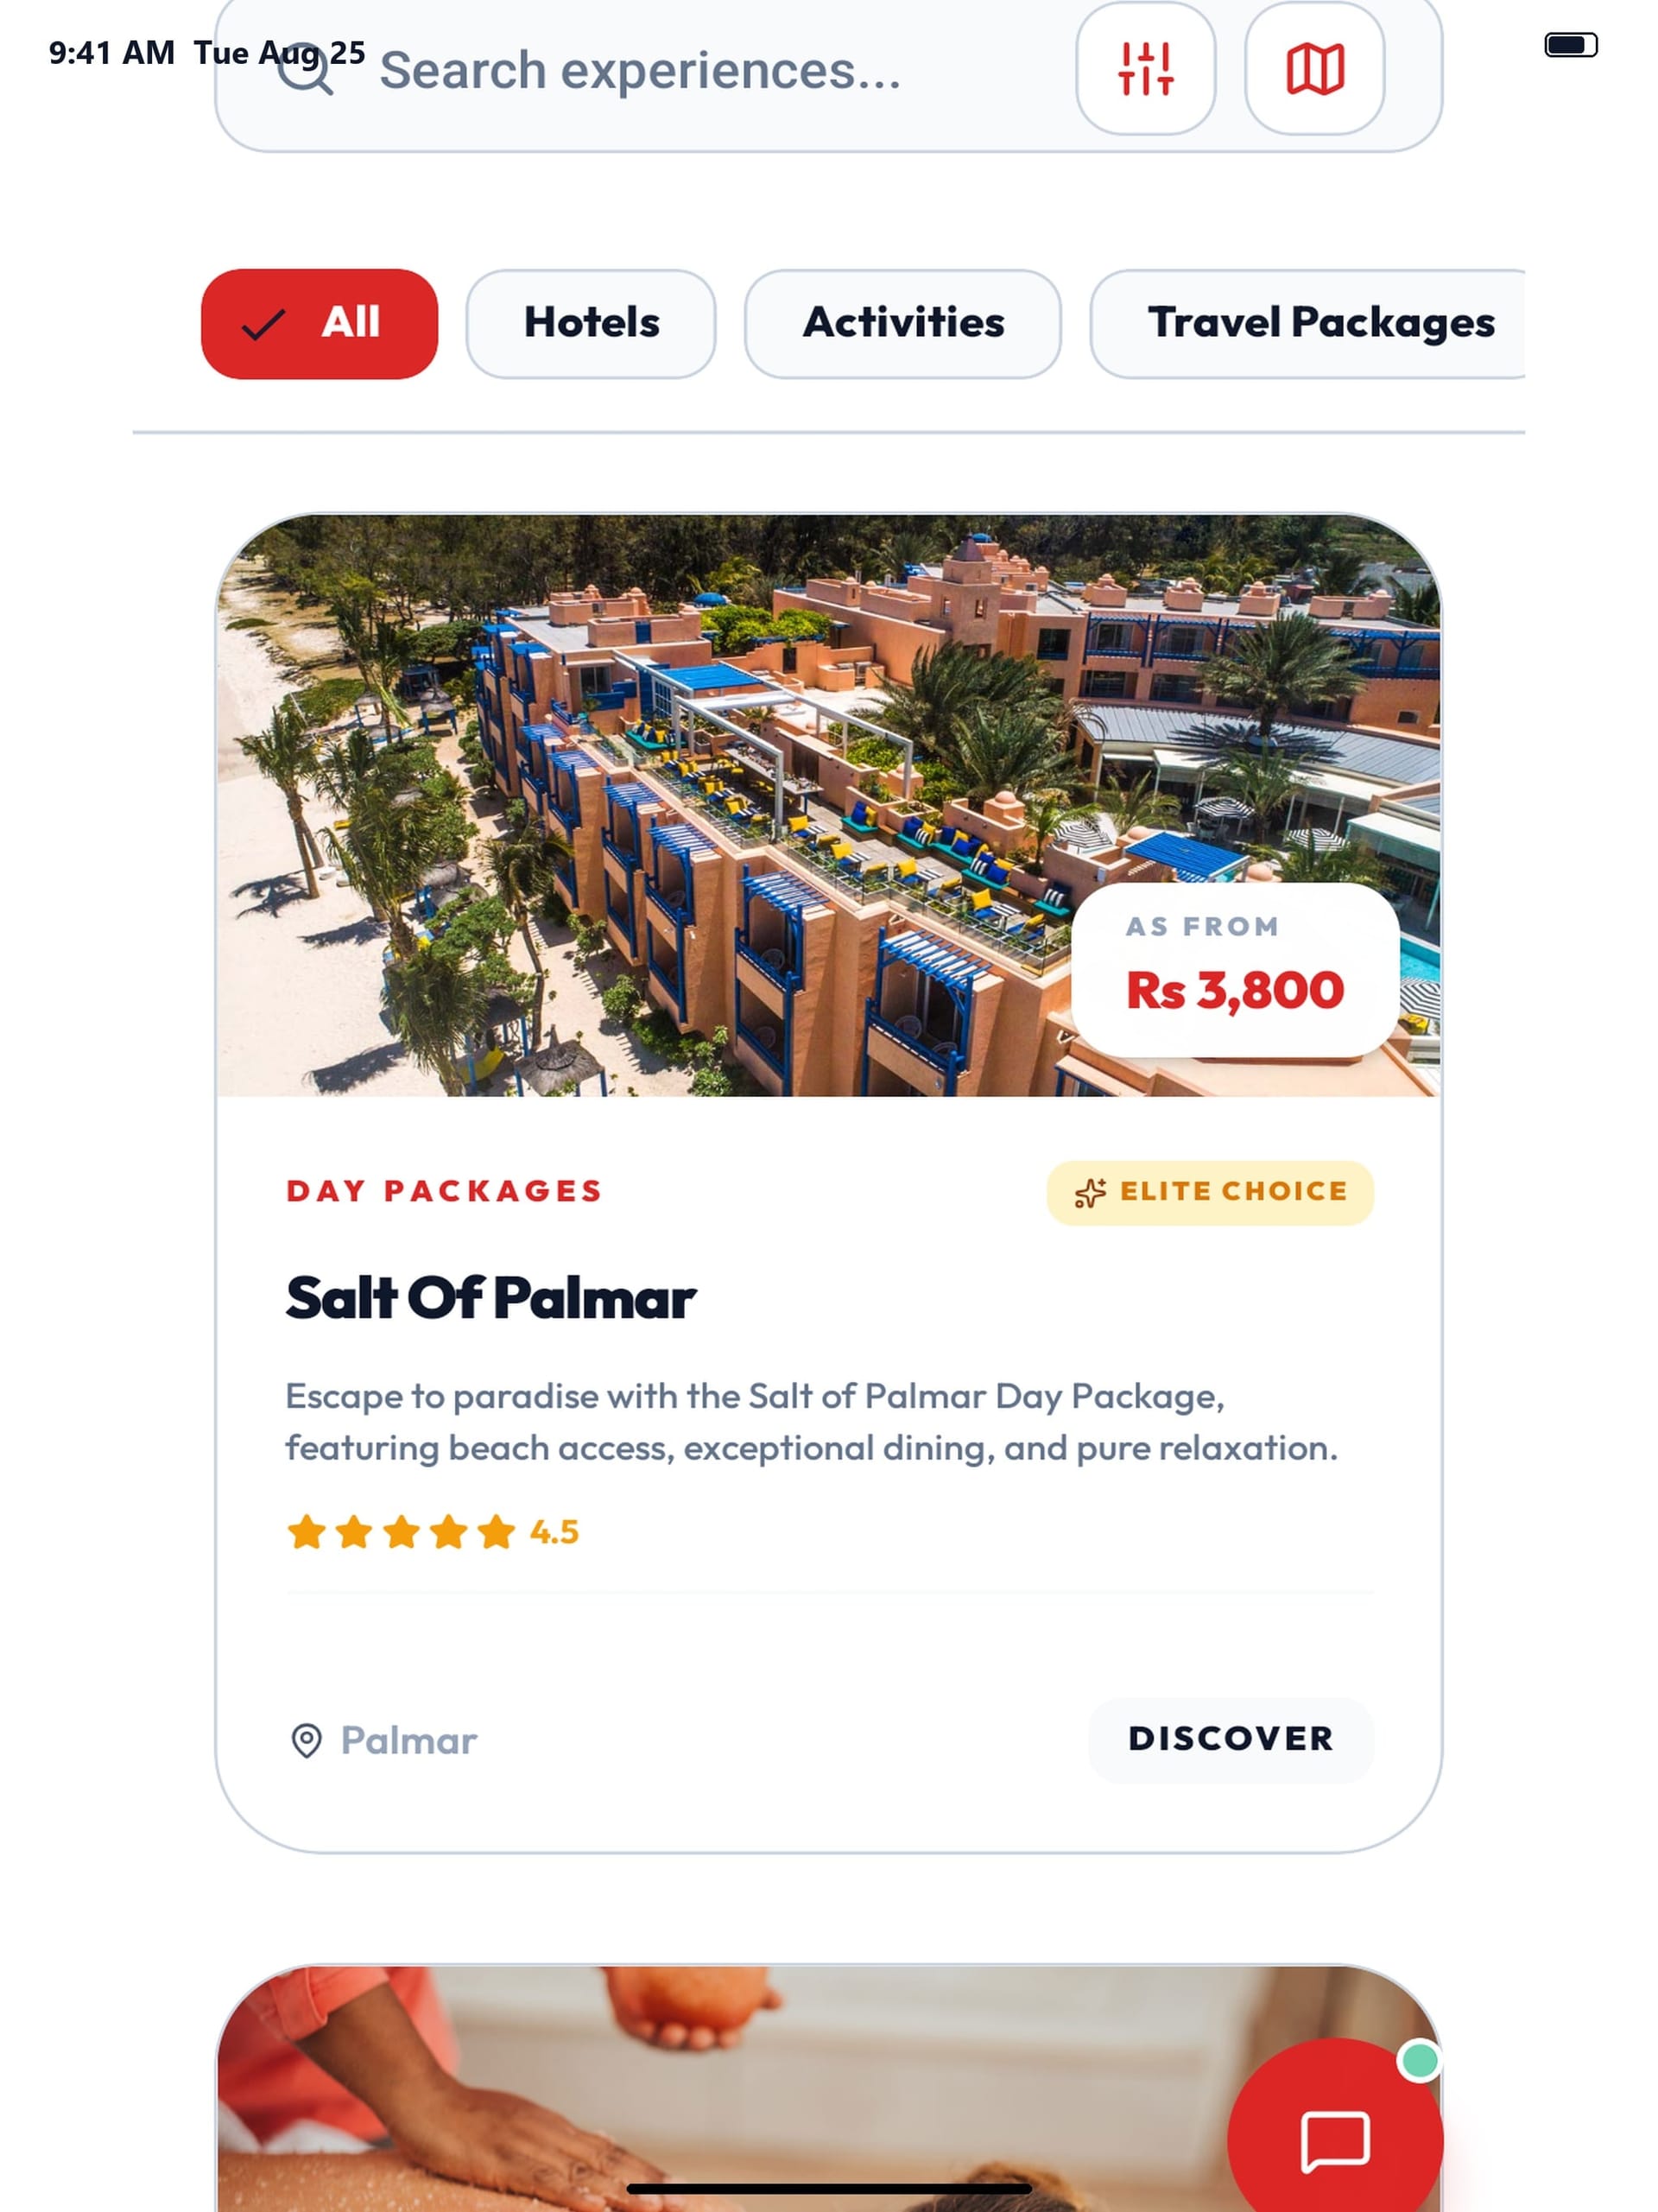 9:41 AM Tue Aug 25
Search experiences...
All
Hotels
Activities
Travel Packages
AS FROM
Rs 3,800
DAY PACKAGES
ELITE CHOICE
Salt Of Palmar
Escape to paradise with the Salt of Palmar Day Package,
featuring beach access, exceptional dining, and pure relaxation.
4.5
Palmar
DISCOVER